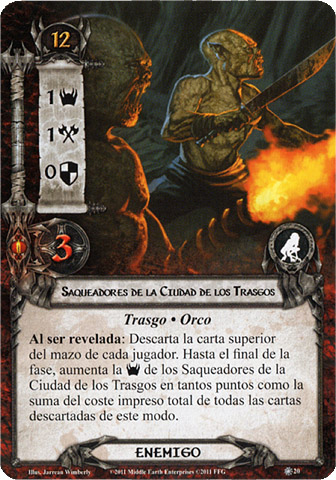 12
1
1
0
3
Saqueadores de la Ciudad de los Trasgos
Trasgo • Orco
Al ser revelada: Descarta la carta superior
del mazo de cada jugador. Hasta el final de la
fase, aumenta la de los Saqueadores de la
Ciudad de los Trasgos en tantos puntos como la
suma del coste impreso total de todas las cartas
descartadas de este modo.
ENEMIGO
Illus. Jarreau Wimberly ©2011 Middle Earth Enterprises ©2011 FFG 20